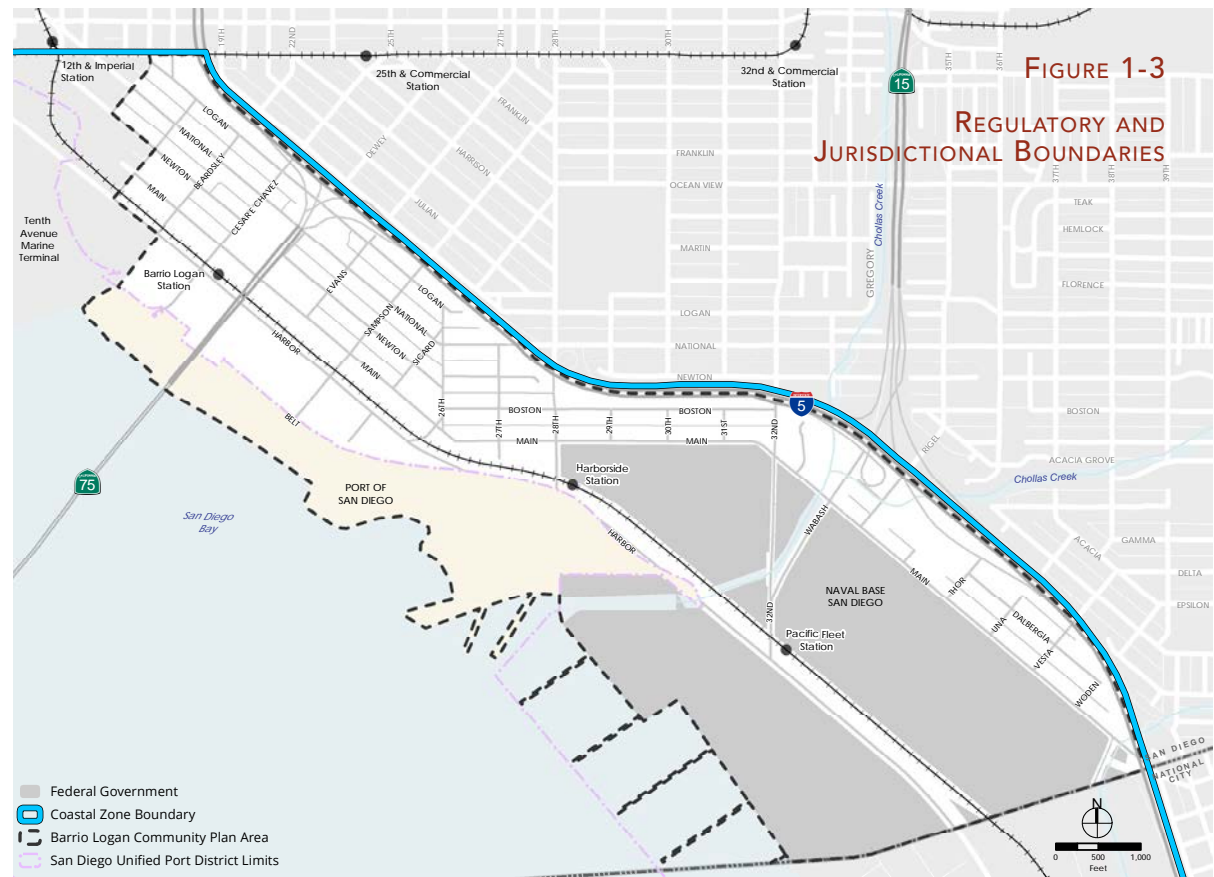 FIGURE 1-3
REGULATORY AND
JURISDICTIONAL BOUNDARIES
19TH
22ND
25TH
27TH
28TH
30TH
35TH
36TH
12th & Imperial
Station
25th & Commercial
Station
32nd & Commercial
Station
CALIFORNIA
15
LOGAN
NATIONAL
BEARDSLEY
NEWTON
MAIN
CESAR E CHAVEZ
DEWEY
FRANKLIN
HARRISON
JULIAN
FRANKLIN
OCEAN VIEW
MARTIN
LOGAN
NATIONAL
NEWTON
GREGORY
Chollas Creek
37TH
38TH
39TH
TEAK
HEMLOCK
FLORENCE
Tenth
Avenue
Marine
Terminal
Barrio Logan
Station
EVANS
SAMPSON
LOGAN
NATIONAL
NEWTON
SICARD
HARBOR
MAIN
BELT
26TH
27TH
28TH
29TH
30TH
31ST
32ND
BOSTON
BOSTON
MAIN
MAIN
5
BOSTON
RIGEL
ACACIA GROVE
Chollas Creek
CALIFORNIA
75
San Diego
Bay
PORT OF
SAN DIEGO
Harborside
Station
HARBOR
WABASH
32ND
NAVAL BASE
SAN DIEGO
Pacific Fleet
Station
MAIN
THOR
UNA
DALBERGIA
VESTA
WODEN
ACACIA
GAMMA
DELTA
EPSILON
SAN DIEGO
NATIONAL
CITY
Federal Government
Coastal Zone Boundary
Barrio Logan Community Plan Area
San Diego Unified Port District Limits
N
0 500 1,000
Feet